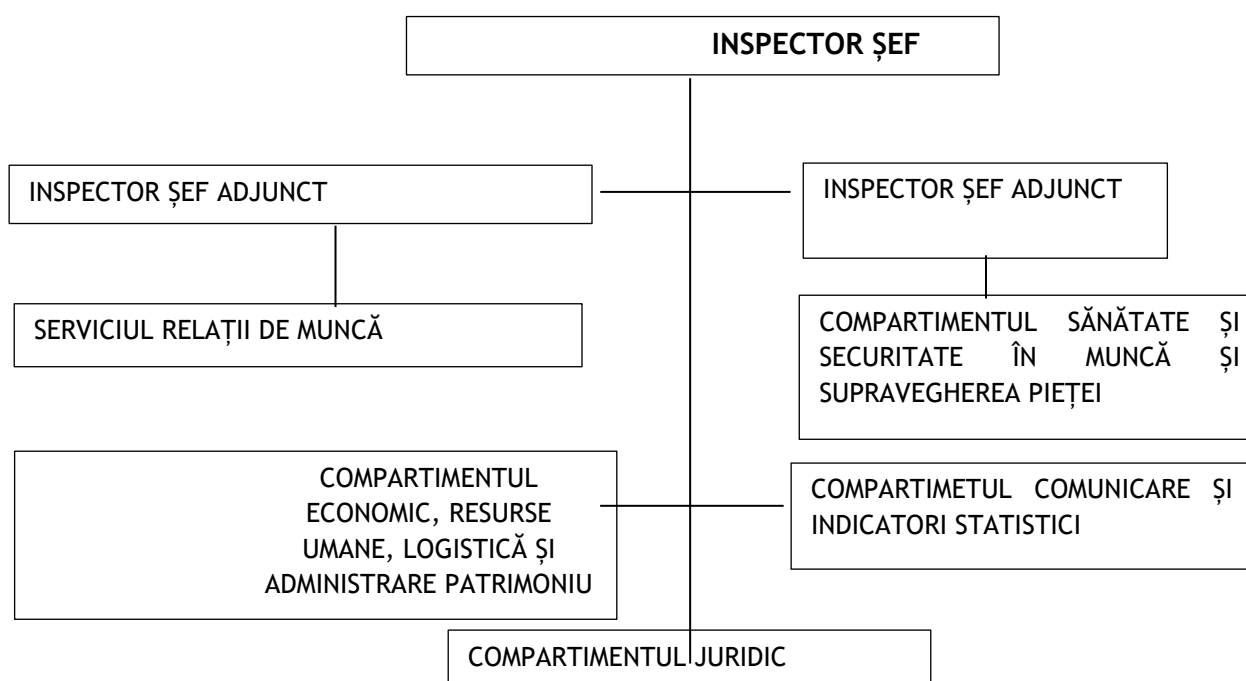 INSPECTOR ȘEF
INSPECTOR ȘEF ADJUNCT
INSPECTOR ȘEF ADJUNCT
SERVICIUL RELAȚII DE MUNCĂ
COMPARTIMENTUL SĂNĂTATE ȘI
SECURITATE ÎN MUNCĂ ȘI
SUPRAVEGHEREA PIEȚEI
COMPARTIMENTUL
ECONOMIC, RESURSE
UMANE, LOGISTICĂ ȘI
ADMINISTRARE PATRIMONIU
COMPARTIMETUL COMUNICARE ȘI
INDICATORI STATISTICI
COMPARTIMENTUL JURIDIC